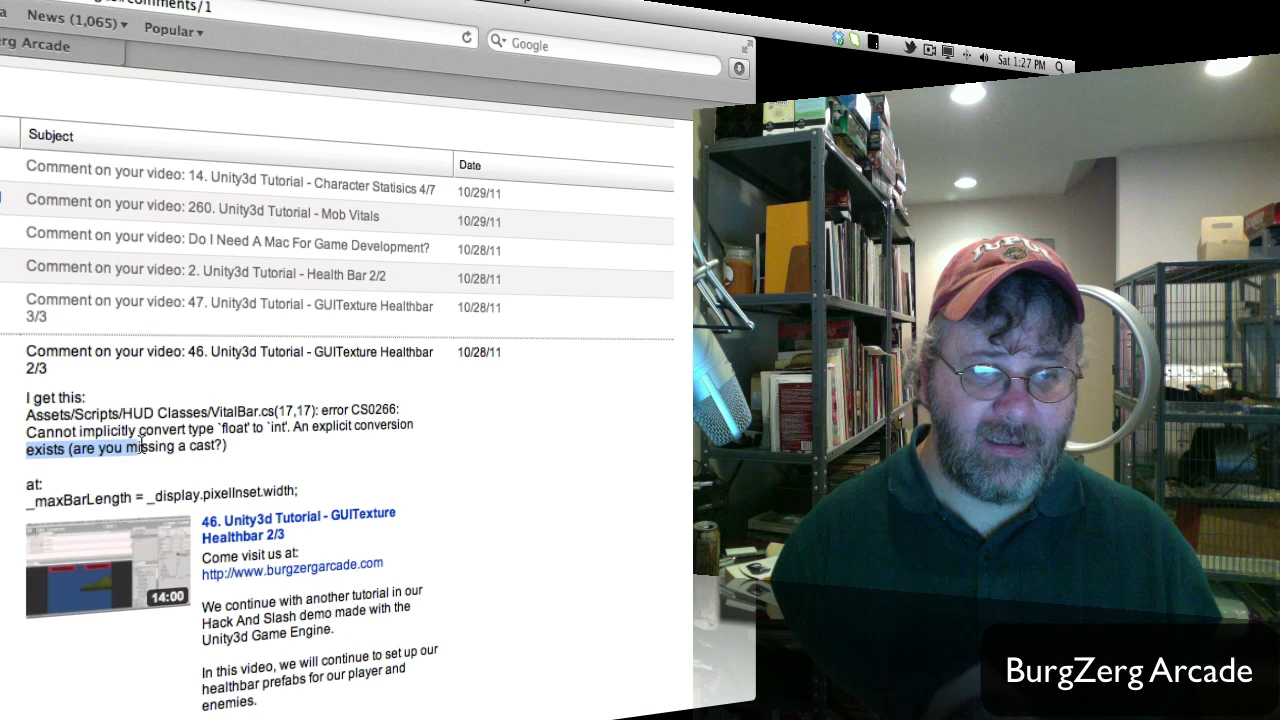 comments/1
News (1,065)
Popular
Google
Sat 1:27 PM
erg Arcade
Subject
Date
Comment on your video: 14. Unity3d Tutorial - Character Statisics 4/7
10/29/11
Comment on your video: 260. Unity3d Tutorial - Mob Vitals
10/29/11
Comment on your video: Do I Need A Mac For Game Development?
10/28/11
Comment on your video: 2. Unity3d Tutorial - Health Bar 2/2
10/28/11
Comment on your video: 47. Unity3d Tutorial - GUITexture Healthbar
3/3
10/28/11
Comment on your video: 46. Unity3d Tutorial - GUITexture Healthbar
2/3
10/28/11
I get this:
Assets/Scripts/HUD Classes/VitalBar.cs(17,17): error CS0266:
Cannot implicitly convert type `float' to `int'. An explicit conversion
exists (are you missing a cast?)
at:
_maxBarLength = _display.pixelInset.width;
14:00
46. Unity3d Tutorial - GUITexture
Healthbar 2/3
Come visit us at:
http://www.burgzergarcade.com
We continue with another tutorial in our
Hack And Slash demo made with the
Unity3d Game Engine.
In this video, we will continue to set up our
healthbar prefabs for our player and
enemies.
BurgZerg Arcade